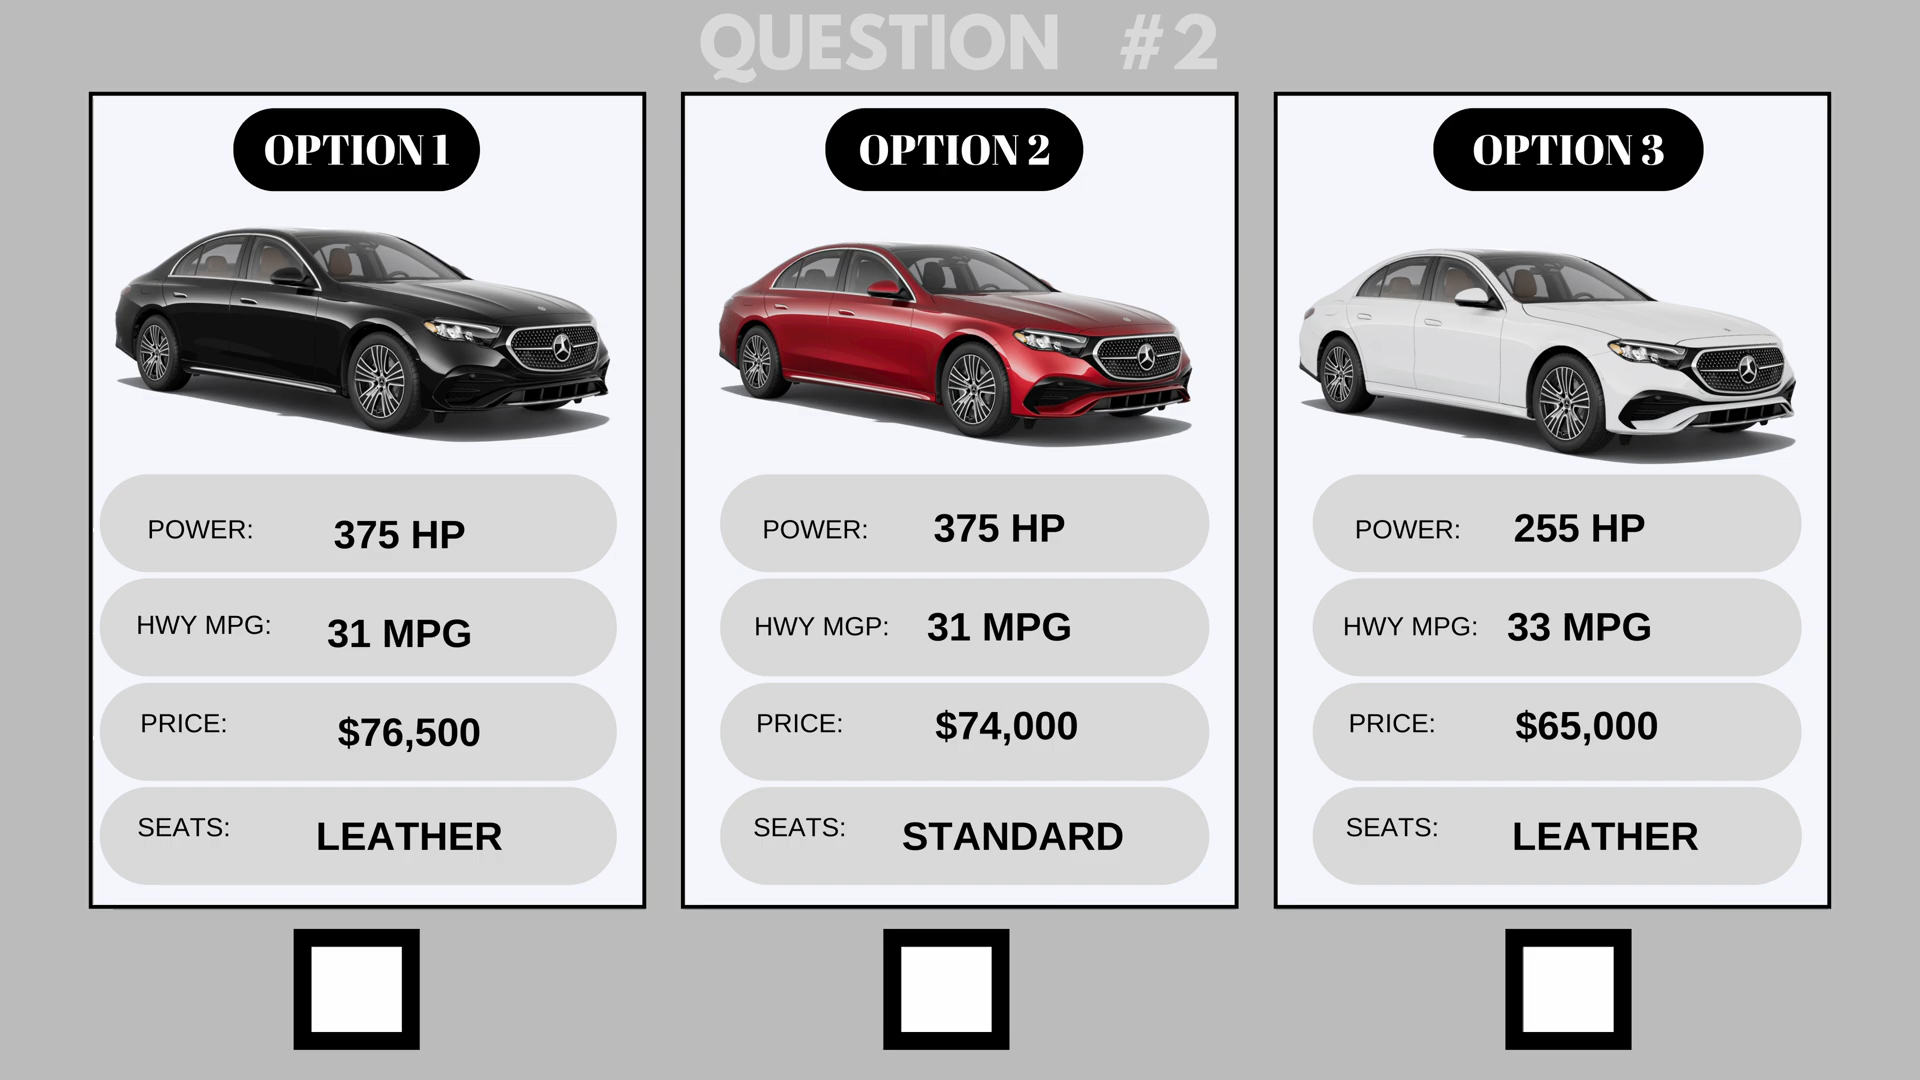 QUESTION #2
OPTION 1
POWER: 375 HP
HWY MPG: 31 MPG
PRICE: $76,500
SEATS: LEATHER
OPTION 2
POWER: 375 HP
HWY MGP: 31 MPG
PRICE: $74,000
SEATS: STANDARD
OPTION 3
POWER: 255 HP
HWY MPG: 33 MPG
PRICE: $65,000
SEATS: LEATHER